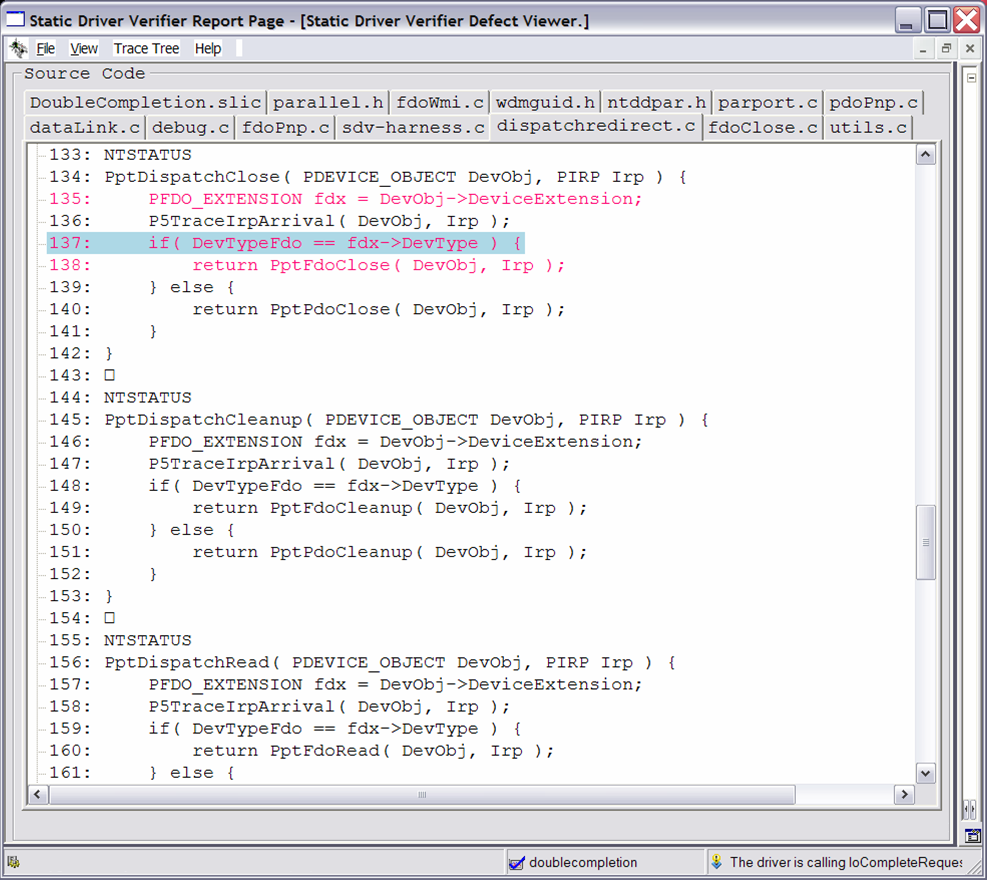 Static Driver Verifier Report Page - [Static Driver Verifier Defect Viewer.]
File View Trace Tree Help
Source Code
DoubleCompletion.slic parallel.h fdoWmi.c wdmguid.h ntddpar.h parport.c pdoPnp.c
dataLink.c debug.c fdoPnp.c sdv-harness.c dispatchredirect.c fdoClose.c utils.c
133: NTSTATUS
134: PptDispatchClose( PDEVICE_OBJECT DevObj, PIRP Irp ) {
135:     PFDO_EXTENSION fdx = DevObj->DeviceExtension;
136:     P5TraceIrpArrival( DevObj, Irp );
137:     if( DevTypeFdo == fdx->DevType ) {
138:         return PptFdoClose( DevObj, Irp );
139:     } else {
140:         return PptPdoClose( DevObj, Irp );
141:     }
142: }
143: □
144: NTSTATUS
145: PptDispatchCleanup( PDEVICE_OBJECT DevObj, PIRP Irp ) {
146:     PFDO_EXTENSION fdx = DevObj->DeviceExtension;
147:     P5TraceIrpArrival( DevObj, Irp );
148:     if( DevTypeFdo == fdx->DevType ) {
149:         return PptFdoCleanup( DevObj, Irp );
150:     } else {
151:         return PptPdoCleanup( DevObj, Irp );
152:     }
153: }
154: □
155: NTSTATUS
156: PptDispatchRead( PDEVICE_OBJECT DevObj, PIRP Irp ) {
157:     PFDO_EXTENSION fdx = DevObj->DeviceExtension;
158:     P5TraceIrpArrival( DevObj, Irp );
159:     if( DevTypeFdo == fdx->DevType ) {
160:         return PptFdoRead( DevObj, Irp );
161:     } else {
doublecompletion
The driver is calling IoCompleteReques